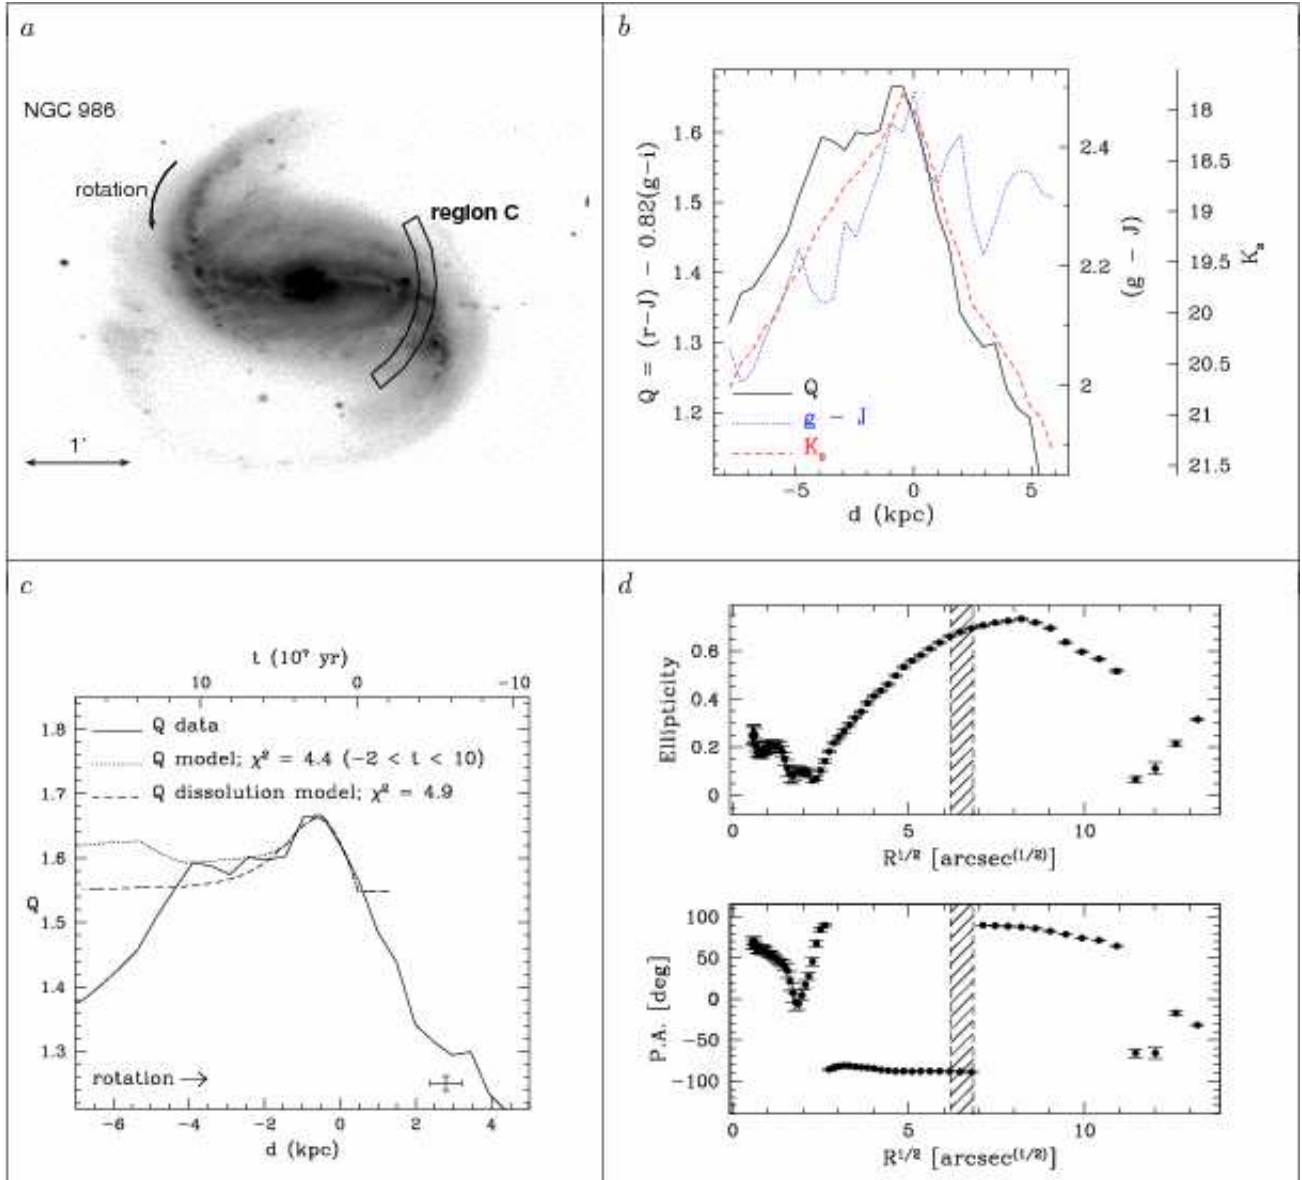 a
NGC 986
rotation
region C
1'
b
Q = (r-J) - 0.82(g-i)
1.6
1.5
1.4
1.3
1.2
2.4
2.2
2
(g - J)
18
18.5
19
19.5
20
20.5
21
21.5
K_s
Q
g - J
K_s
-5
0
5
d (kpc)
c
t (10⁷ yr)
10
0
-10
1.8
1.7
1.6
1.5
1.4
1.3
Q
Q data
Q model; χ² = 4.4 (-2 < t < 10)
Q dissolution model; χ² = 4.9
rotation →
-6
-4
-2
0
2
4
d (kpc)
d
Ellipticity
0.6
0.4
0.2
0
0
5
10
R^{1/2} [arcsec^{(1/2)}]
P.A. [deg]
100
50
0
-50
-100
0
5
10
R^{1/2} [arcsec^{(1/2)}]